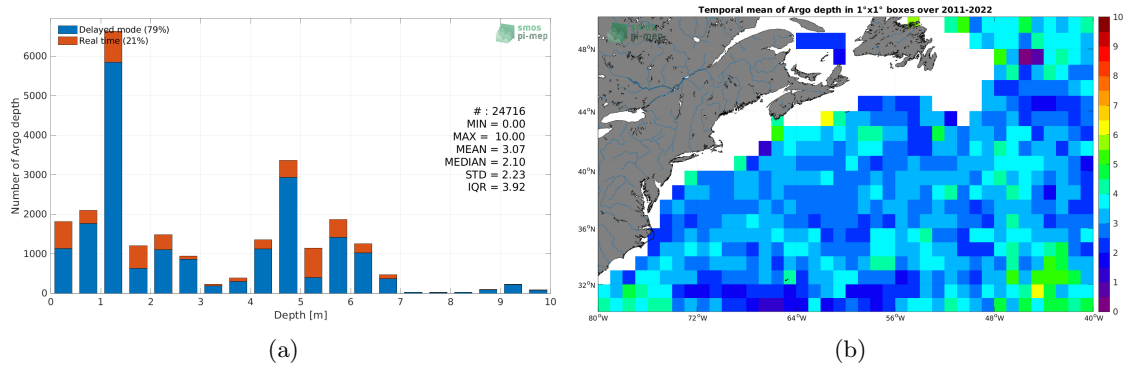 Delayed mode (79%)
Real time (21%)
smos
pi-mep
# : 24716
MIN = 0.00
MAX = 10.00
MEAN = 3.07
MEDIAN = 2.10
STD = 2.23
IQR = 3.92
Number of Argo depth
6000
5000
4000
3000
2000
1000
0
0 1 2 3 4 5 6 7 8 9 10
Depth [m]
(a)
Temporal mean of Argo depth in 1°x1° boxes over 2011-2022
smos
pi-mep
48°N
44°N
40°N
36°N
32°N
80°W 72°W 64°W 56°W 48°W 40°W
10
9
8
7
6
5
4
3
2
1
0
(b)